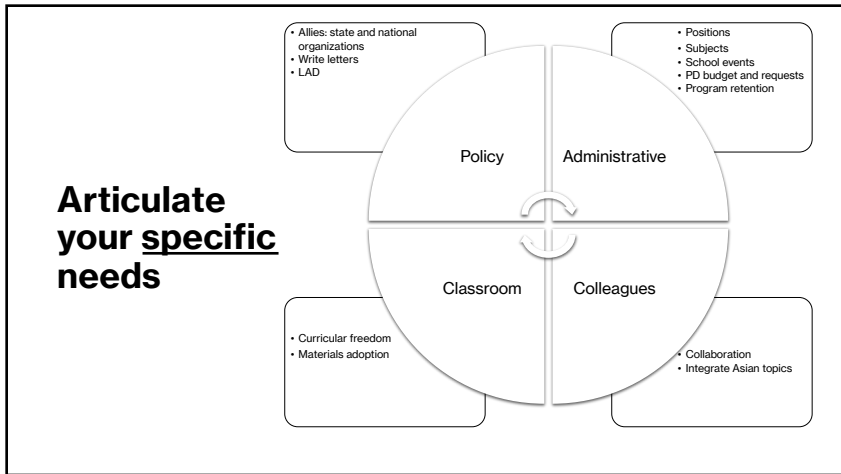 Articulate
your specific
needs
• Allies: state and national
organizations
• Write letters
• LAD
• Positions
• Subjects
• School events
• PD budget and requests
• Program retention
Policy
Administrative
Classroom
Colleagues
• Curricular freedom
• Materials adoption
• Collaboration
• Integrate Asian topics